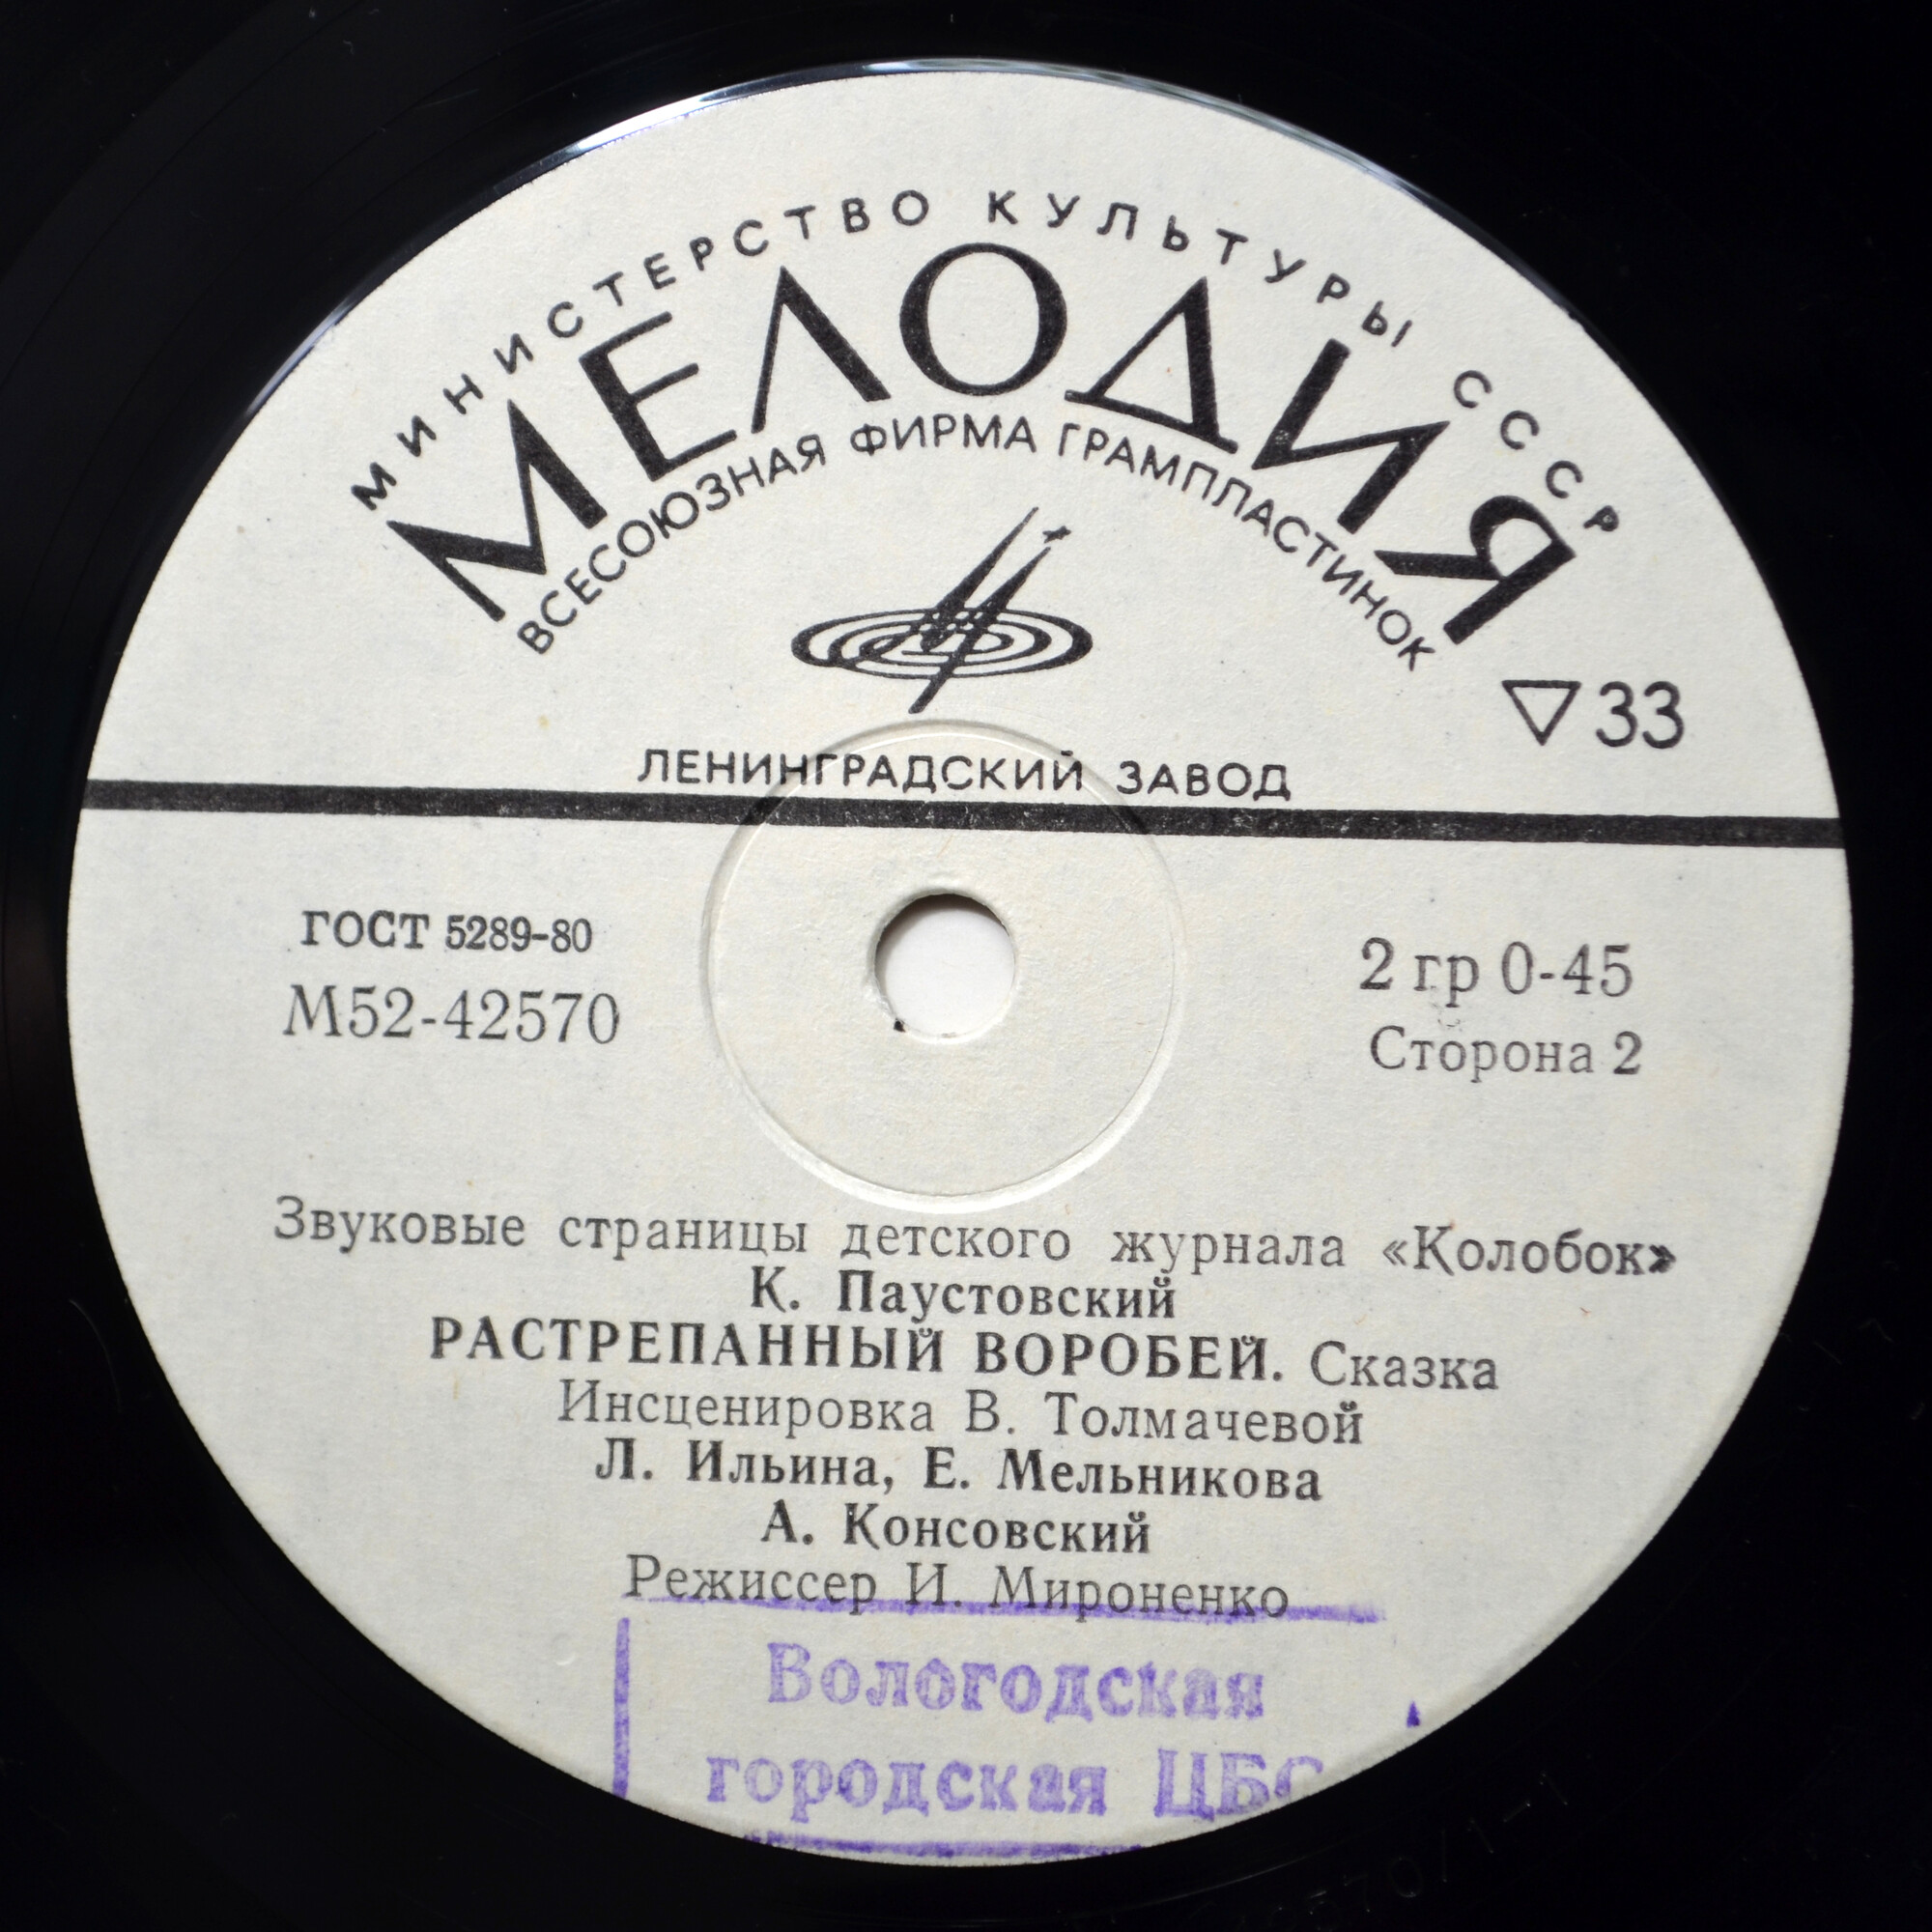 МИНИСТЕРСТВО КУЛЬТУРЫ СССР
МЕЛОДИЯ
ВСЕСОЮЗНАЯ ФИРМА ГРАМПЛАСТИНОК
33
ЛЕНИНГРАДСКИЙ ЗАВОД
ГОСТ 5289-80
М52-42570
2 гр 0-45
Сторона 2
Звуковые страницы детского журнала «Колобок»
К. Паустовский
РАСТРЕПАННЫЙ ВОРОБЕЙ. Сказка
Инсценировка В. Толмачевой
Л. Ильина, Е. Мельникова
А. Консовский
Режиссер И. Мироненко
Вологодская
городская ЦБС